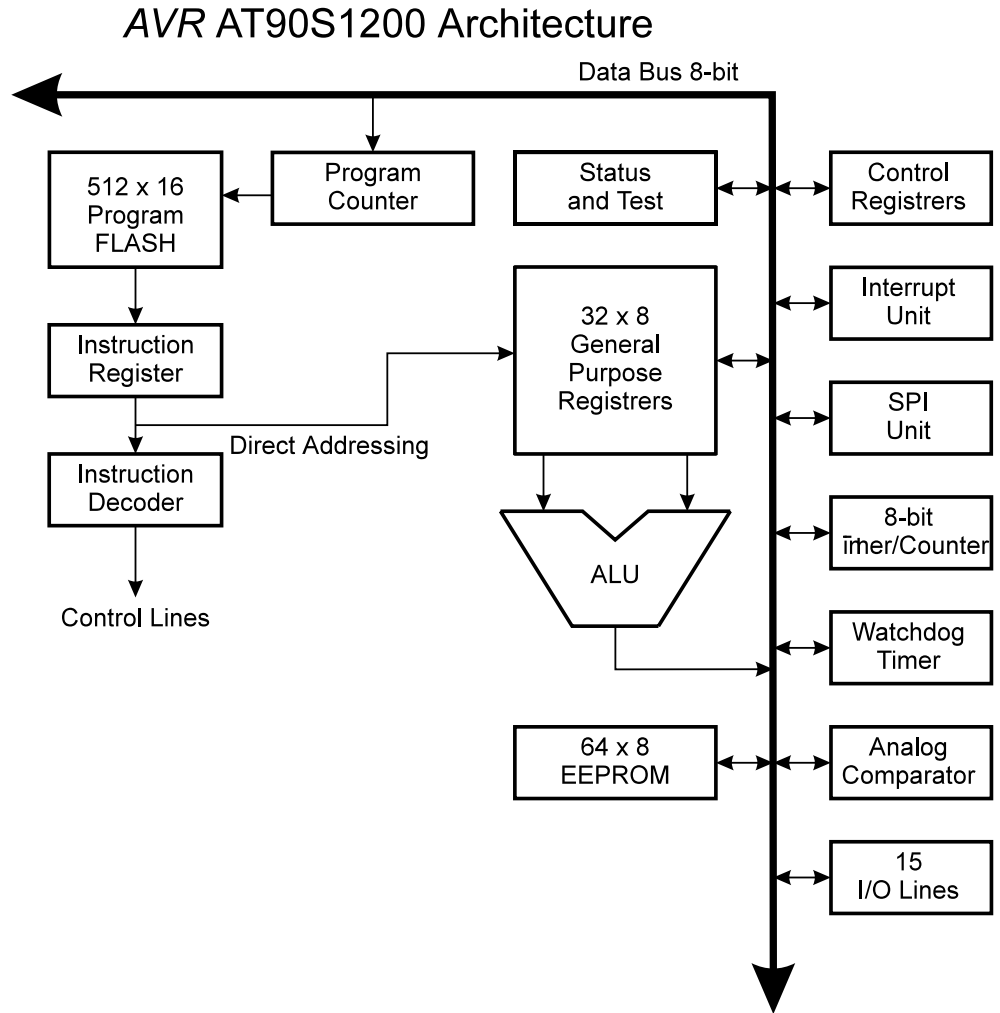 AVR AT90S1200 Architecture
Data Bus 8-bit
512 x 16
Program
FLASH
Program
Counter
Status
and Test
Control
Registrers
Instruction
Register
32 x 8
General
Purpose
Registrers
Interrupt
Unit
Direct Addressing
SPI
Unit
Instruction
Decoder
8-bit
/Counter
ALU
Control Lines
Watchdog
Timer
64 x 8
EEPROM
Analog
Comparator
15
I/O Lines